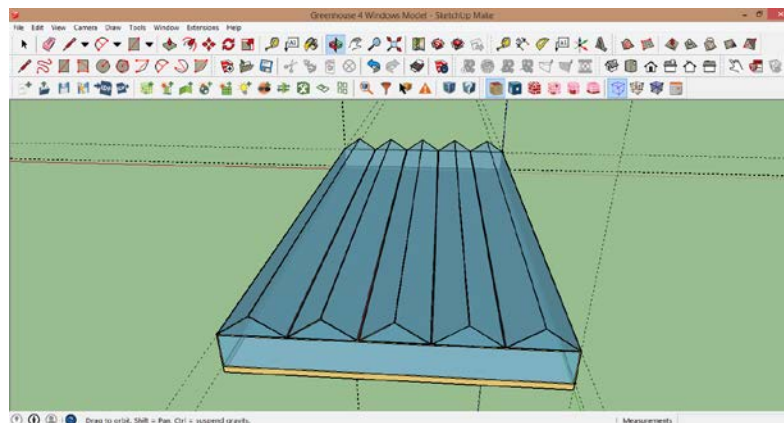 Greenhouse 4 Windows Model - SketchUp Make
File Edit View Camera Draw Tools Window Extensions Help
Drag to orbit. Shift = Pan, Ctrl = suspend gravity.
Measurements